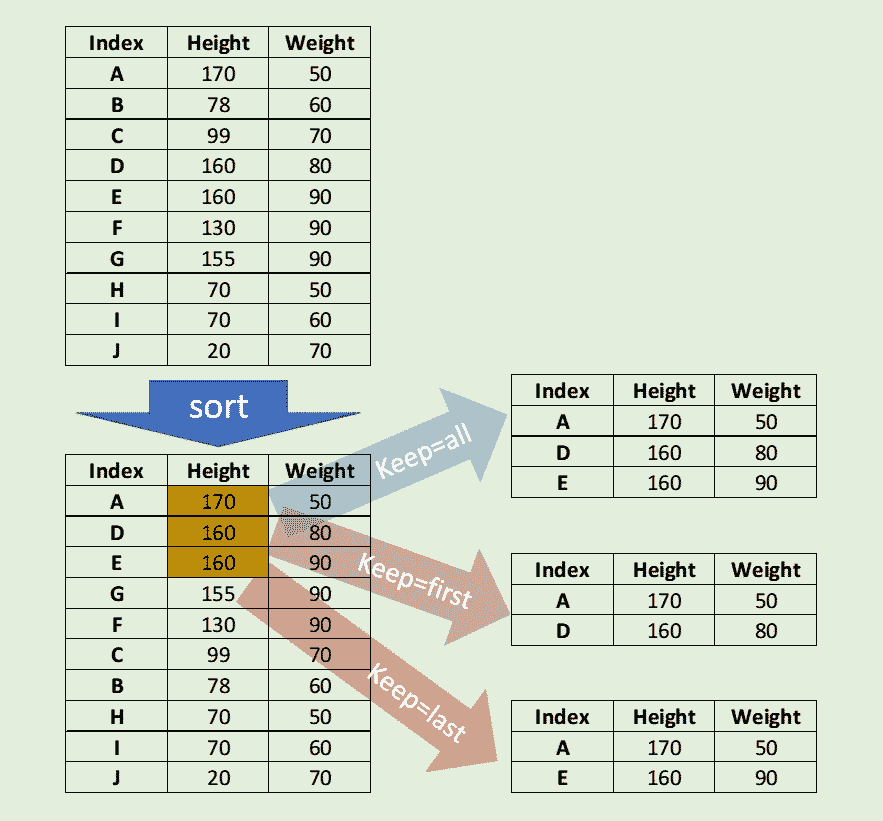 Index Height Weight
A 170 50
B 78 60
C 99 70
D 160 80
E 160 90
F 130 90
G 155 90
H 70 50
I 70 60
J 20 70
sort
Index Height Weight
A 170 50
D 160 80
E 160 90
G 155 90
F 130 90
C 99 70
B 78 60
H 70 50
I 70 60
J 20 70
Keep=all
Index Height Weight
A 170 50
D 160 80
E 160 90
Keep=first
Index Height Weight
A 170 50
D 160 80
Keep=last
Index Height Weight
A 170 50
E 160 90